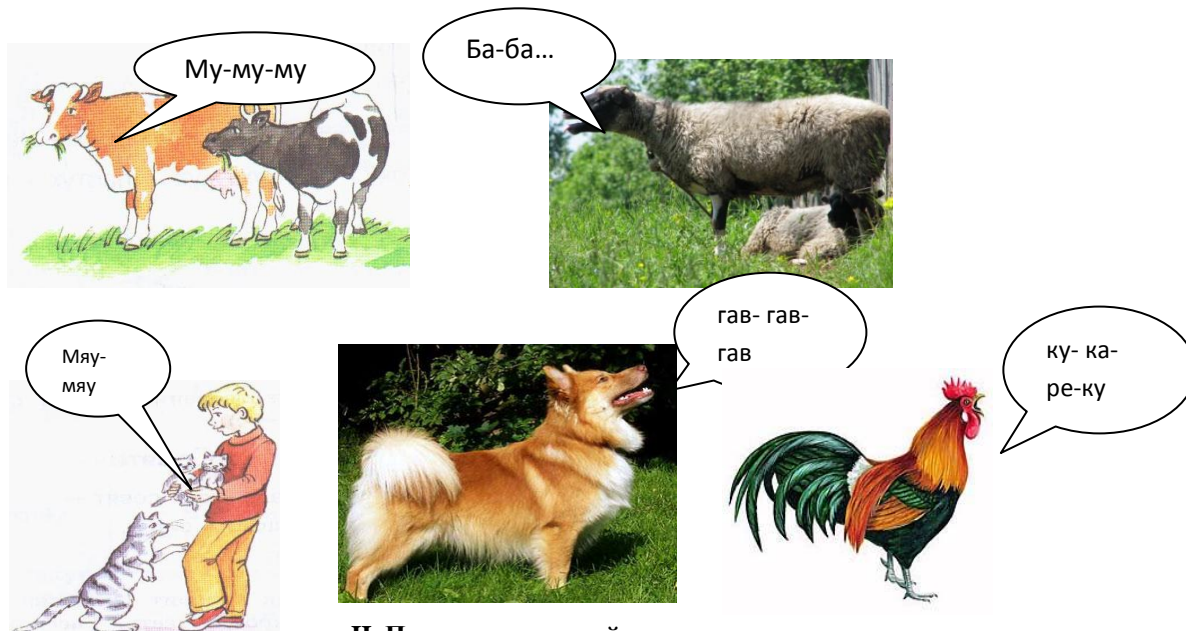 Му-му-му
Ба-ба...
Мяу-
мяу
гав- гав-
гав
ку- ка-
ре-ку